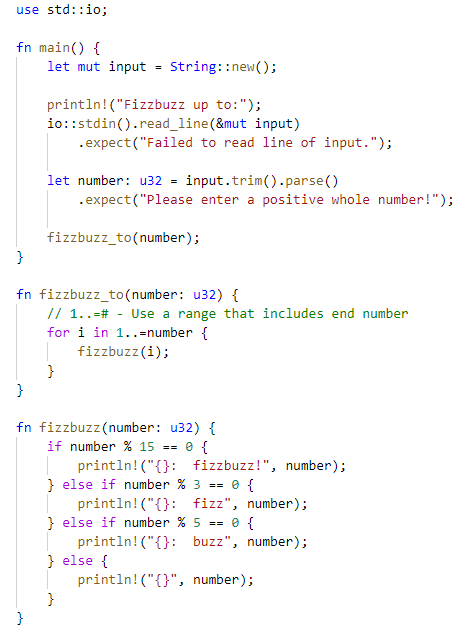 use std::io;

fn main() {
    let mut input = String::new();

    println!("Fizzbuzz up to:");
    io::stdin().read_line(&mut input)
        .expect("Failed to read line of input.");

    let number: u32 = input.trim().parse()
        .expect("Please enter a positive whole number!");

    fizzbuzz_to(number);
}

fn fizzbuzz_to(number: u32) {
    // 1..=# - Use a range that includes end number
    for i in 1..=number {
        fizzbuzz(i);
    }
}

fn fizzbuzz(number: u32) {
    if number % 15 == 0 {
        println!("{}:  fizzbuzz!", number);
    } else if number % 3 == 0 {
        println!("{}:  fizz", number);
    } else if number % 5 == 0 {
        println!("{}:  buzz", number);
    } else {
        println!("{}", number);
    }
}